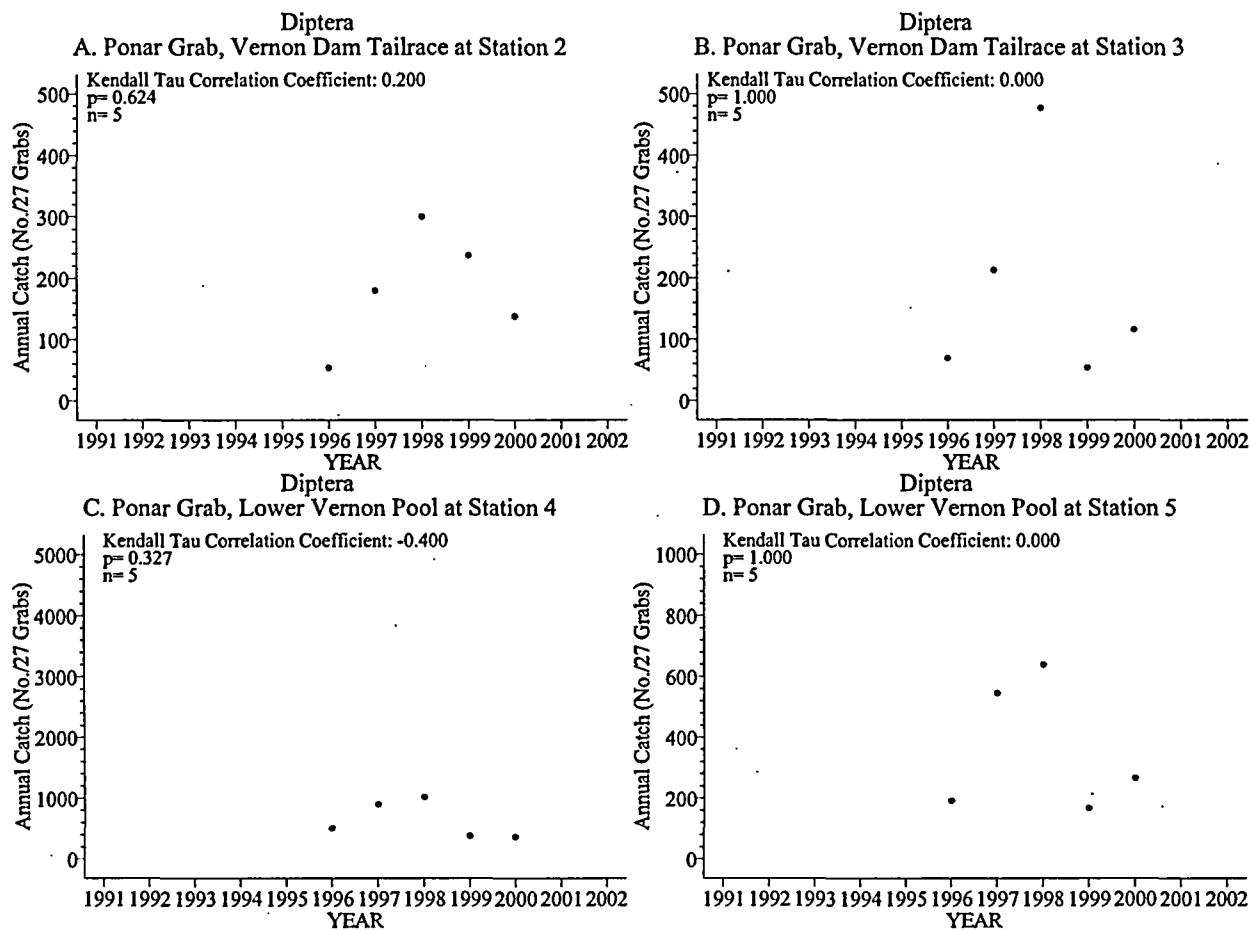 Diptera
A. Ponar Grab, Vernon Dam Tailrace at Station 2
Kendall Tau Correlation Coefficient: 0.200
p= 0.624
n= 5
Annual Catch (No./27 Grabs)
500
400
300
200
100
0
1991 1992 1993 1994 1995 1996 1997 1998 1999 2000 2001 2002
YEAR
Diptera
B. Ponar Grab, Vernon Dam Tailrace at Station 3
Kendall Tau Correlation Coefficient: 0.000
p= 1.000
n= 5
Annual Catch (No./27 Grabs)
500
400
300
200
100
0
1991 1992 1993 1994 1995 1996 1997 1998 1999 2000 2001 2002
YEAR
Diptera
C. Ponar Grab, Lower Vernon Pool at Station 4
Kendall Tau Correlation Coefficient: -0.400
p= 0.327
n= 5
Annual Catch (No./27 Grabs)
5000
4000
3000
2000
1000
0
1991 1992 1993 1994 1995 1996 1997 1998 1999 2000 2001 2002
YEAR
Diptera
D. Ponar Grab, Lower Vernon Pool at Station 5
Kendall Tau Correlation Coefficient: 0.000
p= 1.000
n= 5
Annual Catch (No./27 Grabs)
1000
800
600
400
200
0
1991 1992 1993 1994 1995 1996 1997 1998 1999 2000 2001 2002
YEAR